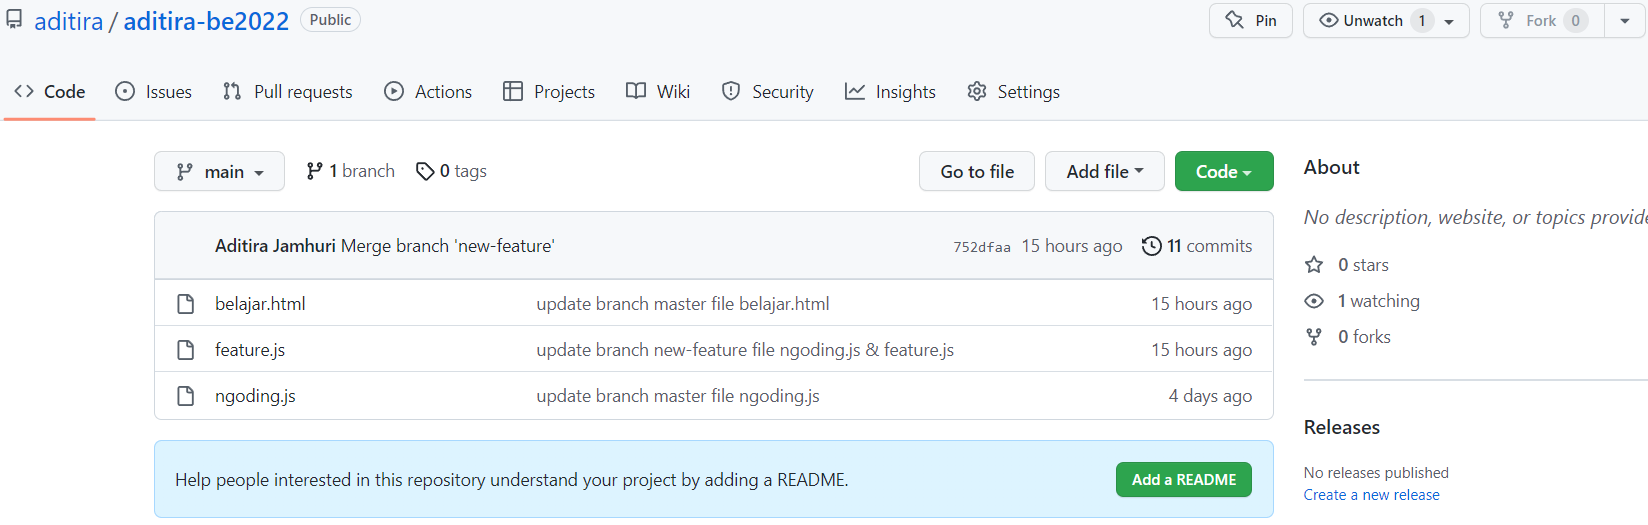 aditira / aditira-be2022 Public Pin Unwatch 1 Fork 0
Code Issues Pull requests Actions Projects Wiki Security Insights Settings
main 1 branch 0 tags Go to file Add file Code
Aditira Jamhuri Merge branch 'new-feature' 752dfaa 15 hours ago 11 commits
belajar.html update branch master file belajar.html 15 hours ago
feature.js update branch new-feature file ngoding.js & feature.js 15 hours ago
ngoding.js update branch master file ngoding.js 4 days ago
Help people interested in this repository understand your project by adding a README. Add a README
About
No description, website, or topics provide
0 stars
1 watching
0 forks
Releases
No releases published
Create a new release